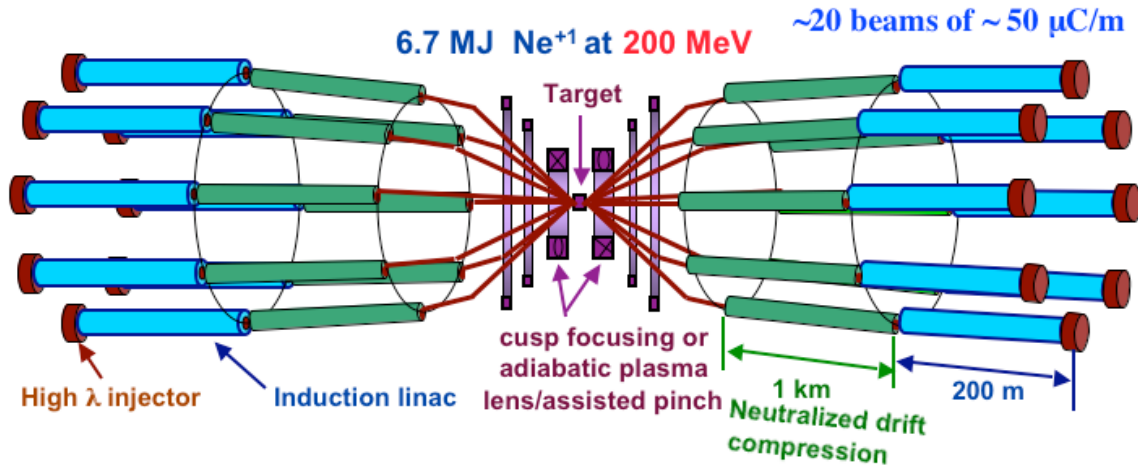 ~20 beams of ~ 50 μC/m
6.7 MJ Ne+1 at 200 MeV
Target
cusp focusing or
adiabatic plasma
lens/assisted pinch
High λ injector
Induction linac
1 km
Neutralized drift
compression
200 m